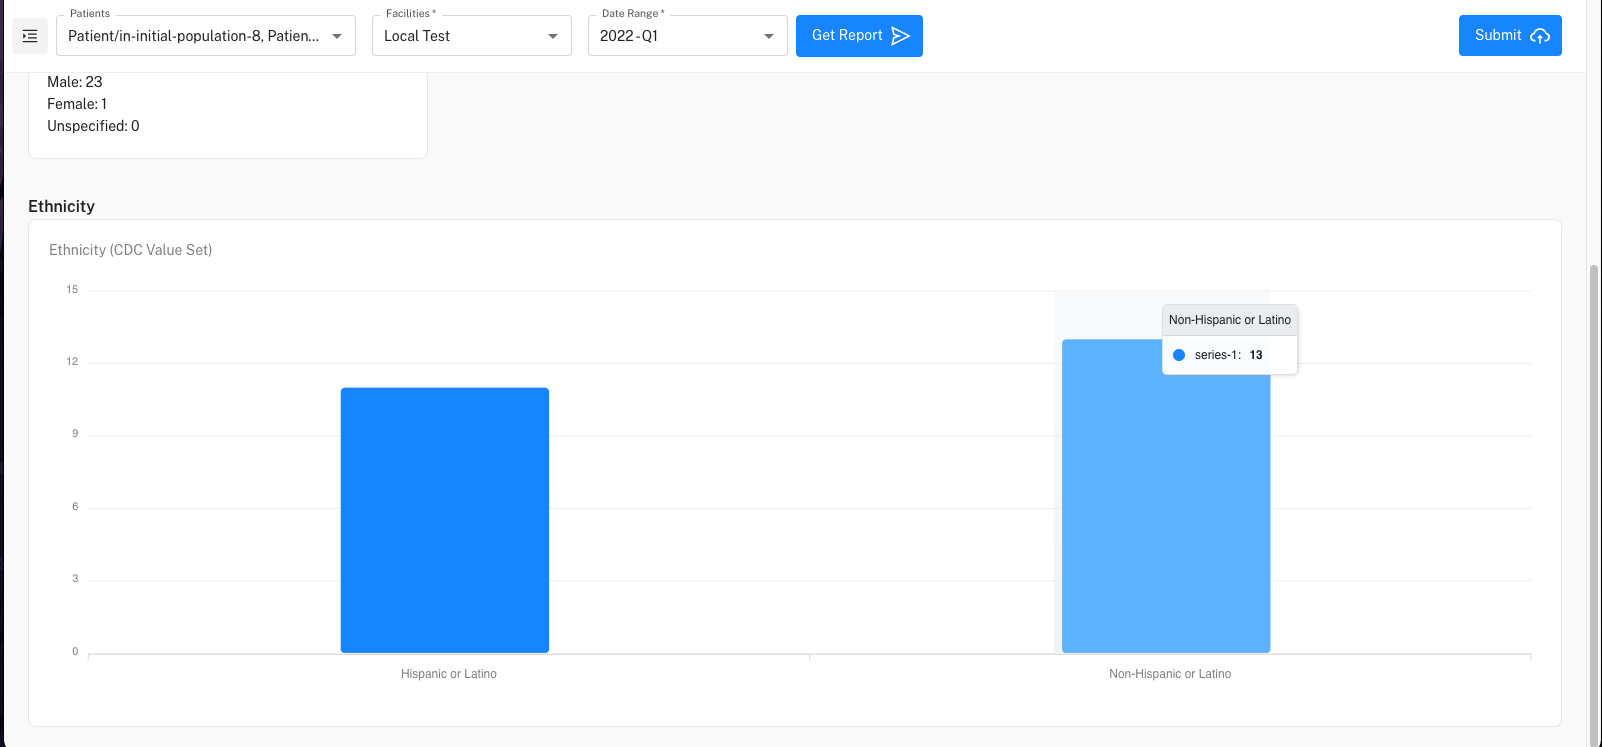 Patients
Patient/in-initial-population-8, Patien...
Facilities *
Local Test
Date Range *
2022 - Q1
Get Report
Submit
Male: 23
Female: 1
Unspecified: 0
Ethnicity
Ethnicity (CDC Value Set)
15
12
9
6
3
0
Non-Hispanic or Latino
series-1: 13
Hispanic or Latino
Non-Hispanic or Latino